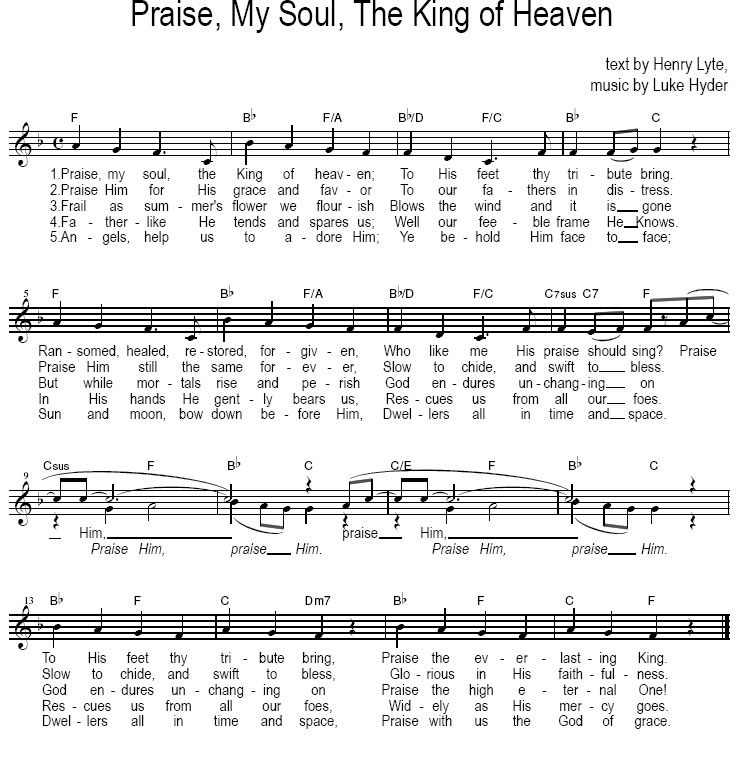 Praise, My Soul, The King of Heaven
text by Henry Lyte,
music by Luke Hyder
F B♭ F/A B♭/D F/C B♭ C
1.Praise, my soul, the King of heav - en; To His feet thy tri - bute bring.
2.Praise Him for His grace and fav - or To our fa - thers in dis - tress.
3.Frail as sum - mer's flower we flour - ish Blows the wind and it is__ gone
4.Fa - ther - like He tends and spares us; Well our fee - ble frame He__ Knows.
5.An - gels, help us to a - dore Him; Ye be - hold Him face to__ face;
5 F B♭ F/A B♭/D F/C C7sus C7 F
Ran - somed, healed, re - stored, for - giv - en, Who like me His praise should sing? Praise
Praise Him still the same for - ev - er, Slow to chide, and swift to__ bless.
But while mor - tals rise and pe - rish God en - dures un - chang - ing__ on
In His hands He gent - ly bears us, Res - cues us from all our__ foes.
Sun and moon, bow down be - fore Him, Dwel - lers all in time and__ space.
9 Csus F B♭ C C/E F B♭ C
__ Him,__ praise__ Him,__
Praise Him, praise__ Him. Praise Him, praise__ Him.
13 B♭ F C Dm7 B♭ F C F
To His feet thy tri - bute bring, Praise the ev - er - last - ing King.
Slow to chide, and swift to bless, Glo - rious in His faith - ful - ness.
God en - dures un - chang - ing on Praise the high e - ter - nal One!
Res - cues us from all our foes, Wid - ely as His mer - cy goes.
Dwel - lers all in time and space, Praise with us the God of grace.